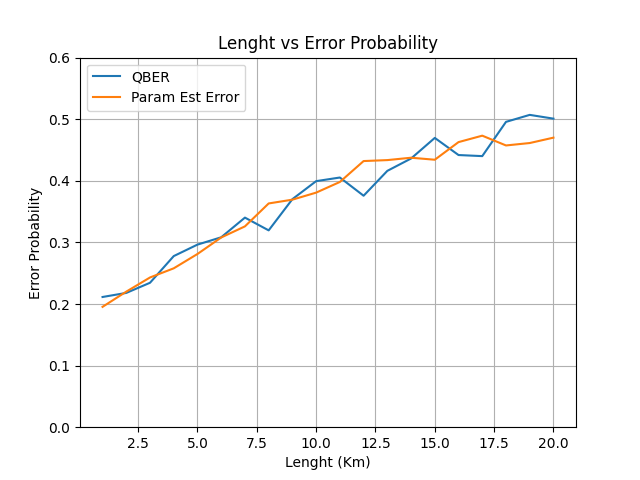 Lenght vs Error Probability
QBER
Param Est Error
Error Probability
0.6
0.5
0.4
0.3
0.2
0.1
0.0
2.5 5.0 7.5 10.0 12.5 15.0 17.5 20.0
Lenght (Km)